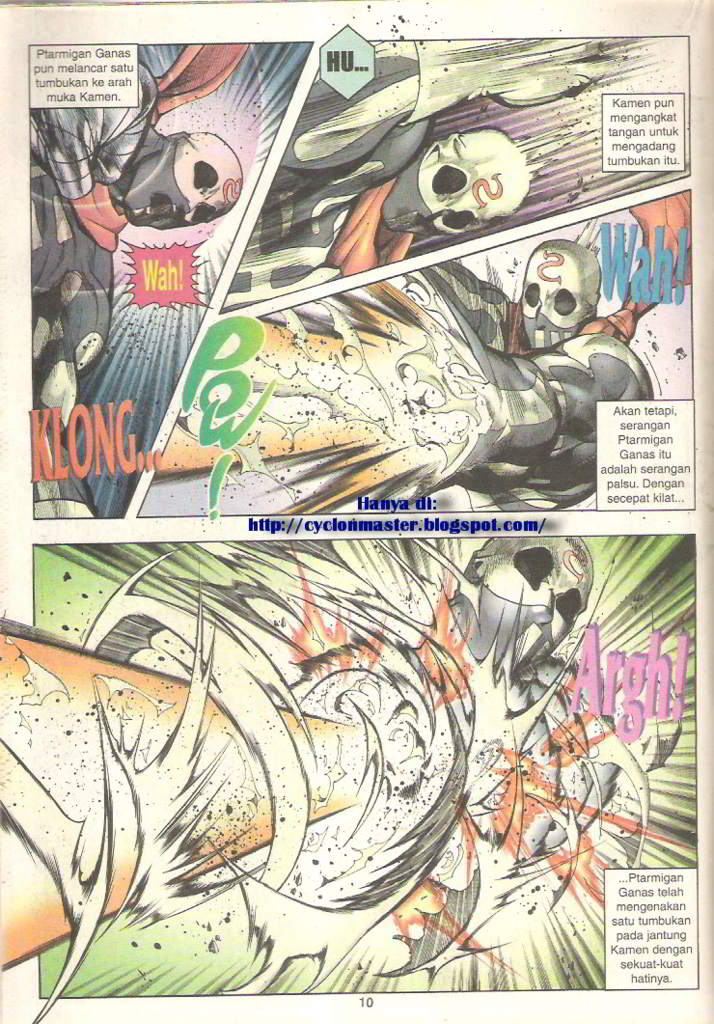 Ptarmigan Ganas
pun melancar satu
tumbukan ke arah
muka Kamen.
HU...
Kamen pun
mengangkat
tangan untuk
mengadang
tumbukan itu.
Wah!
KLONG...
Wah!
POW!
Akan tetapi,
serangan
Ptarmigan
Ganas itu
adalah serangan
palsu. Dengan
secepat kilat...
Hanya di:
http://cyclonmaster.blogspot.com/
Argh!
...Ptarmigan
Ganas telah
mengenakan
satu tumbukan
pada jantung
Kamen dengan
sekuat-kuat
hatinya.
10